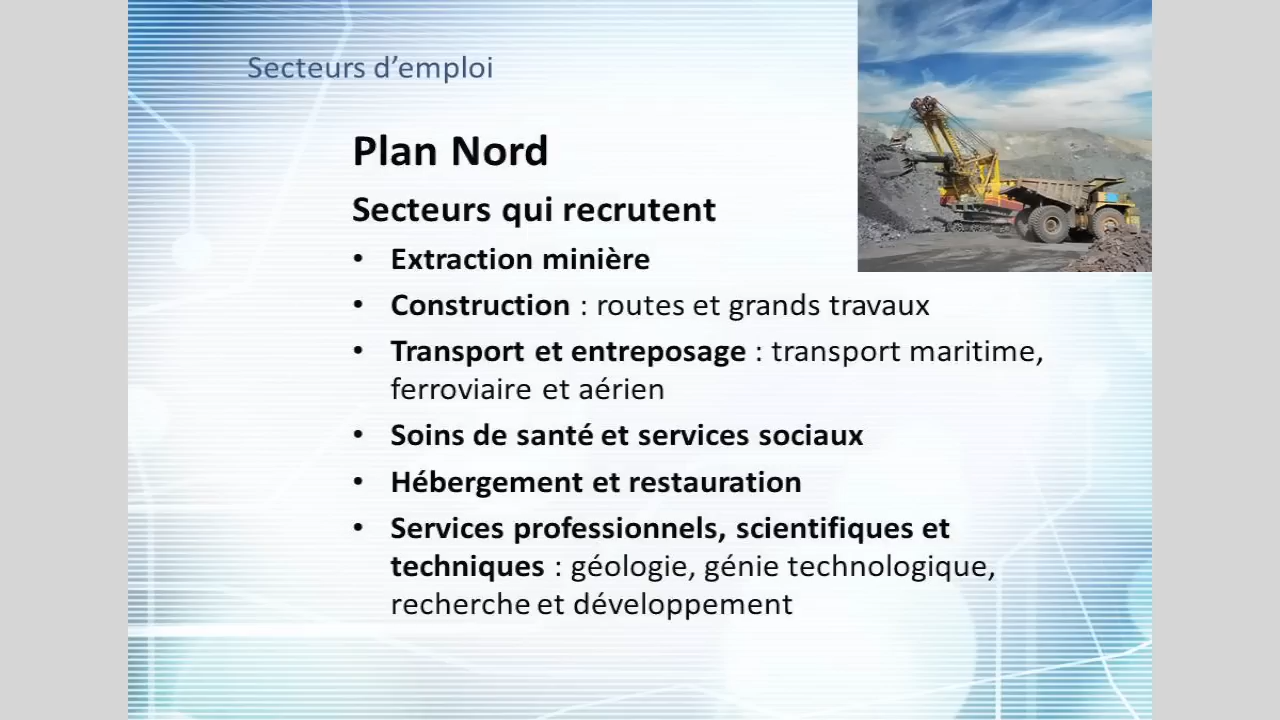 Secteurs d’emploi
Plan Nord
Secteurs qui recrutent
• Extraction minière
• Construction : routes et grands travaux
• Transport et entreposage : transport maritime,
ferroviaire et aérien
• Soins de santé et services sociaux
• Hébergement et restauration
• Services professionnels, scientifiques et
techniques : géologie, génie technologique,
recherche et développement